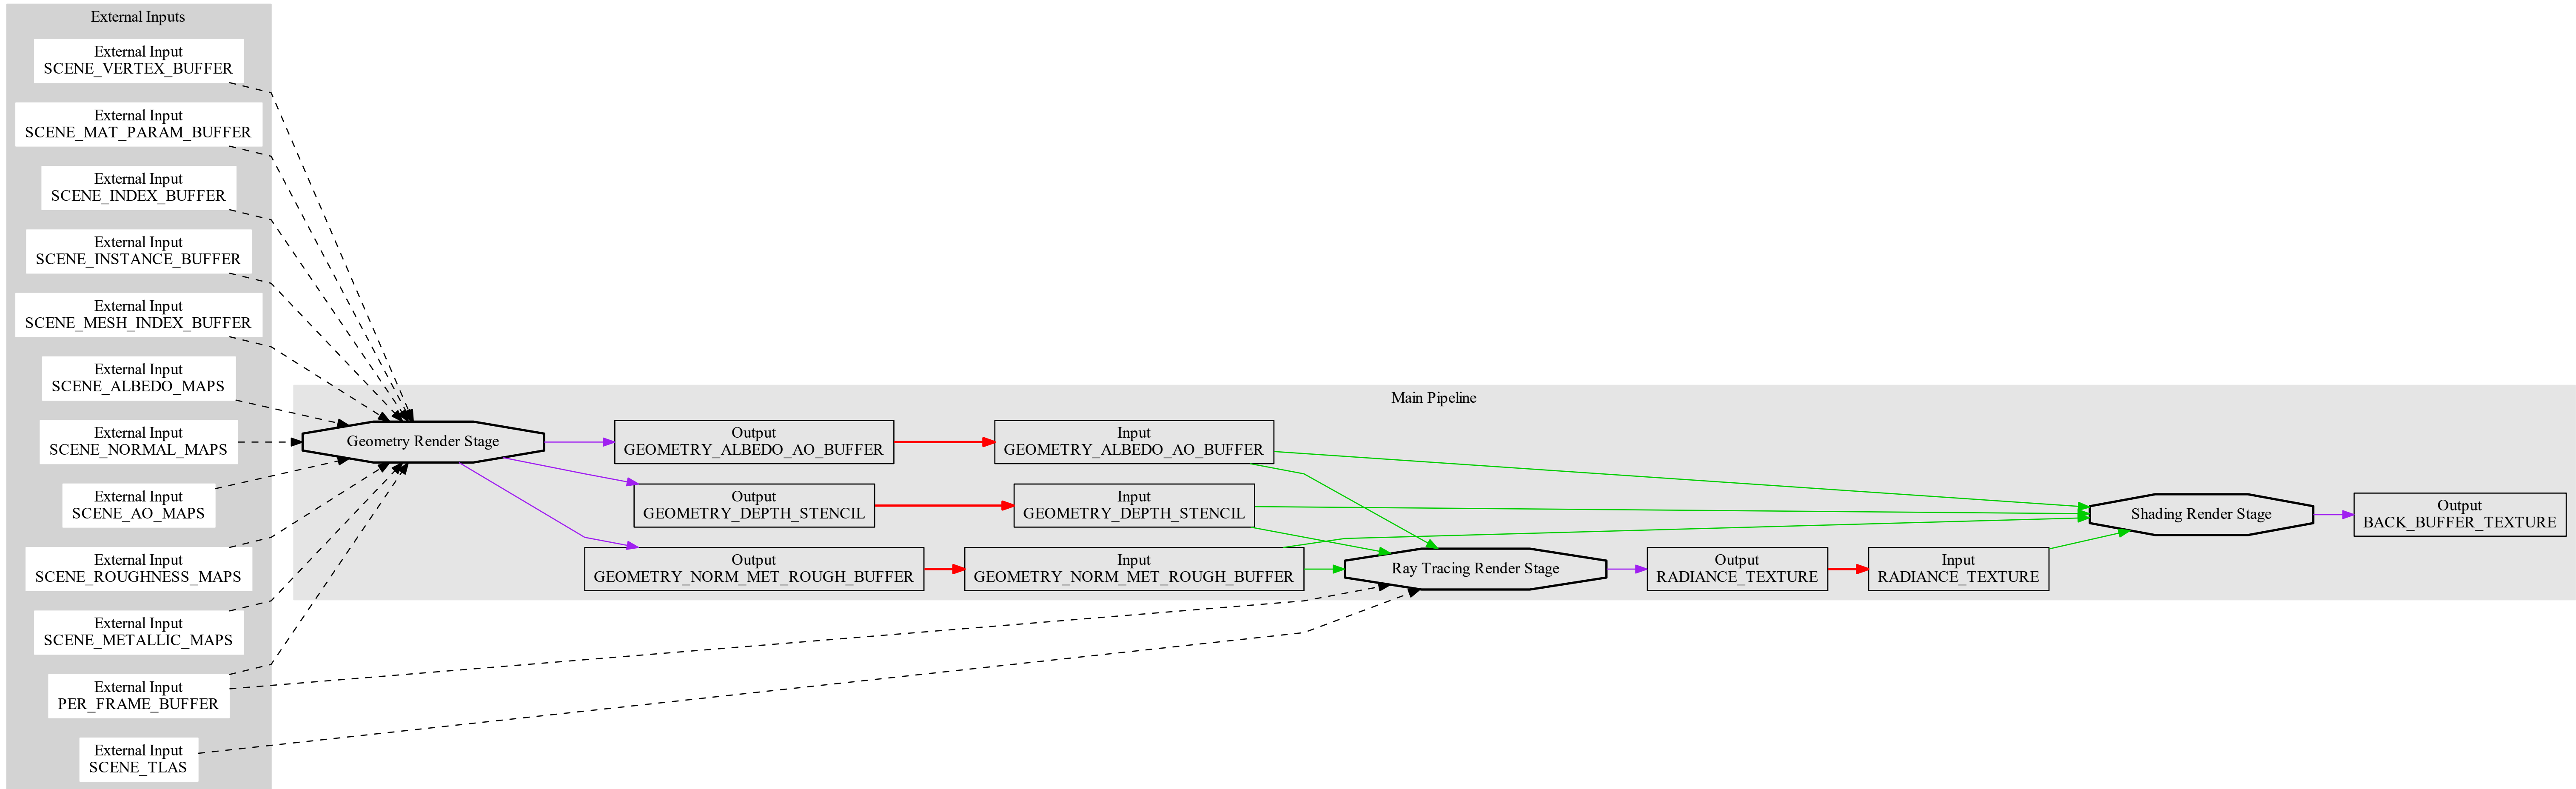 External Inputs
External Input
SCENE_VERTEX_BUFFER
External Input
SCENE_MAT_PARAM_BUFFER
External Input
SCENE_INDEX_BUFFER
External Input
SCENE_INSTANCE_BUFFER
External Input
SCENE_MESH_INDEX_BUFFER
External Input
SCENE_ALBEDO_MAPS
External Input
SCENE_NORMAL_MAPS
External Input
SCENE_AO_MAPS
External Input
SCENE_ROUGHNESS_MAPS
External Input
SCENE_METALLIC_MAPS
External Input
PER_FRAME_BUFFER
External Input
SCENE_TLAS
Main Pipeline
Geometry Render Stage
Output
GEOMETRY_ALBEDO_AO_BUFFER
Input
GEOMETRY_ALBEDO_AO_BUFFER
Output
GEOMETRY_DEPTH_STENCIL
Input
GEOMETRY_DEPTH_STENCIL
Output
GEOMETRY_NORM_MET_ROUGH_BUFFER
Input
GEOMETRY_NORM_MET_ROUGH_BUFFER
Ray Tracing Render Stage
Output
RADIANCE_TEXTURE
Input
RADIANCE_TEXTURE
Shading Render Stage
Output
BACK_BUFFER_TEXTURE